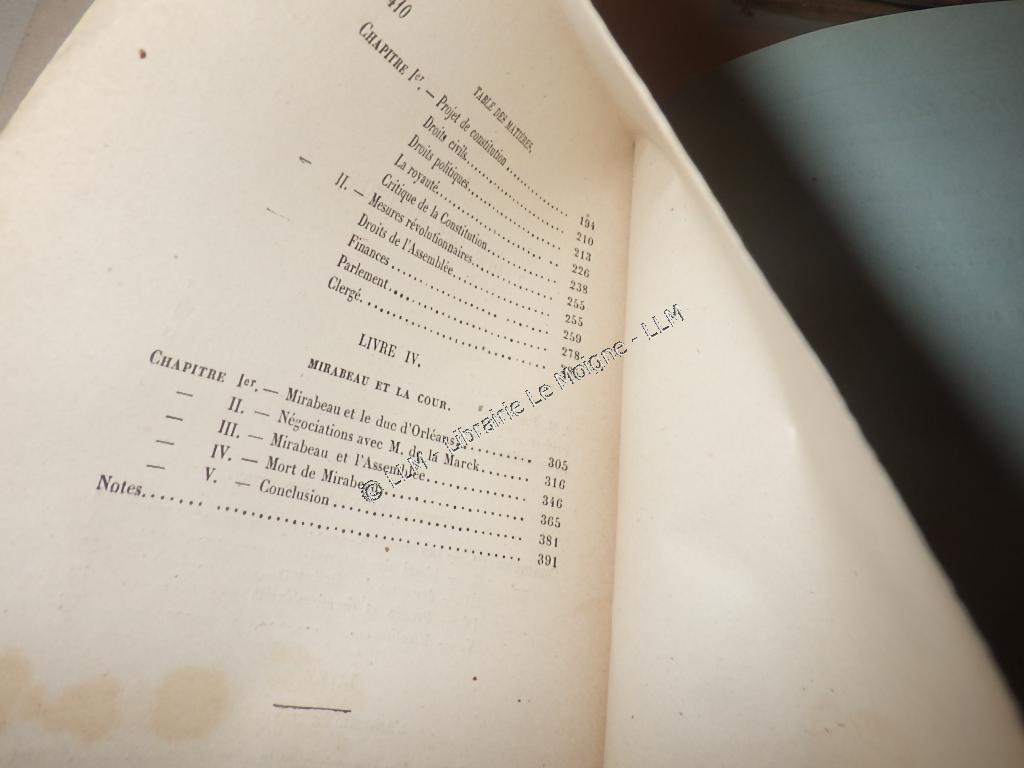 410
TABLE DES MATIÈRES.
CHAPITRE Ier. — Projet de constitution .............. 194
Droits civils.................. 210
Droits politiques.................. 213
La royauté.................. 226
Critique de la Constitution............ 238
II. — Mesures révolutionnaires............ 255
Droits de l'Assemblée.............. 255
Finances.................. 259
Parlement.................. 278
Clergé..................
LIVRE IV.
MIRABEAU ET LA COUR.
CHAPITRE Ier. — Mirabeau et le duc d'Orléans.......... 305
— II. — Négociations avec M. de la Marck....... 316
— III. — Mirabeau et l'Assemblée.............. 346
— IV. — Mort de Mirabeau.................. 365
— V. — Conclusion.................. 381
Notes.................. 391
© LLM - Librairie Le Moigne - LLM